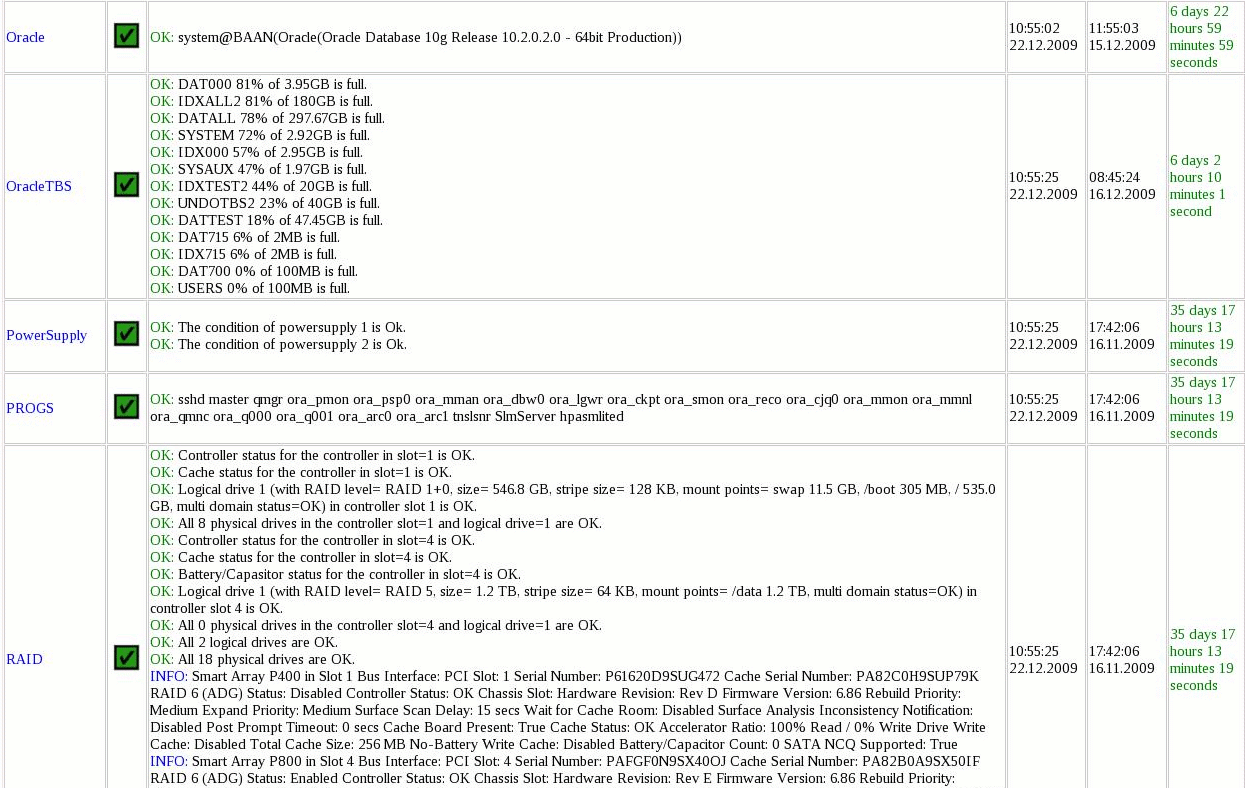 Oracle
OK: system@BAAN(Oracle(Oracle Database 10g Release 10.2.0.2.0 - 64bit Production))
10:55:02
22.12.2009
11:55:03
15.12.2009
6 days 22
hours 59
minutes 59
seconds
OracleTBS
OK: DAT000 81% of 3.95GB is full.
OK: IDXALL2 81% of 180GB is full.
OK: DATALL 78% of 297.67GB is full.
OK: SYSTEM 72% of 2.92GB is full.
OK: IDX000 57% of 2.95GB is full.
OK: SYSAUX 47% of 1.97GB is full.
OK: IDXTEST2 44% of 20GB is full.
OK: UNDOTBS2 23% of 40GB is full.
OK: DATTEST 18% of 47.45GB is full.
OK: DAT715 6% of 2MB is full.
OK: IDX715 6% of 2MB is full.
OK: DAT700 0% of 100MB is full.
OK: USERS 0% of 100MB is full.
10:55:25
22.12.2009
08:45:24
16.12.2009
6 days 2
hours 10
minutes 1
second
PowerSupply
OK: The condition of powersupply 1 is Ok.
OK: The condition of powersupply 2 is Ok.
10:55:25
22.12.2009
17:42:06
16.11.2009
35 days 17
hours 13
minutes 19
seconds
PROGS
OK: sshd master qmgr ora_pmon ora_psp0 ora_mman ora_dbw0 ora_lgwr ora_ckpt ora_smon ora_reco ora_cjq0 ora_mmon ora_mmnl
ora_qmnc ora_q000 ora_q001 ora_arc0 ora_arc1 tnslsnr SlmServer hpasmlited
10:55:25
22.12.2009
17:42:06
16.11.2009
35 days 17
hours 13
minutes 19
seconds
RAID
OK: Controller status for the controller in slot=1 is OK.
OK: Cache status for the controller in slot=1 is OK.
OK: Logical drive 1 (with RAID level= RAID 1+0, size= 546.8 GB, stripe size= 128 KB, mount points= swap 11.5 GB, /boot 305 MB, / 535.0
GB, multi domain status=OK) in controller slot 1 is OK.
OK: All 8 physical drives in the controller slot=1 and logical drive=1 are OK.
OK: Controller status for the controller in slot=4 is OK.
OK: Cache status for the controller in slot=4 is OK.
OK: Battery/Capasitor status for the controller in slot=4 is OK.
OK: Logical drive 1 (with RAID level= RAID 5, size= 1.2 TB, stripe size= 64 KB, mount points= /data 1.2 TB, multi domain status=OK) in
controller slot 4 is OK.
OK: All 0 physical drives in the controller slot=4 and logical drive=1 are OK.
OK: All 2 logical drives are OK.
OK: All 18 physical drives are OK.
INFO: Smart Array P400 in Slot 1 Bus Interface: PCI Slot: 1 Serial Number: P61620D9SUG472 Cache Serial Number: PA82C0H9SUP79K
RAID 6 (ADG) Status: Disabled Controller Status: OK Chassis Slot: Hardware Revision: Rev D Firmware Version: 6.86 Rebuild Priority:
Medium Expand Priority: Medium Surface Scan Delay: 15 secs Wait for Cache Room: Disabled Surface Analysis Inconsistency Notification:
Disabled Post Prompt Timeout: 0 secs Cache Board Present: True Cache Status: OK Accelerator Ratio: 100% Read / 0% Write Drive Write
Cache: Disabled Total Cache Size: 256 MB No-Battery Write Cache: Disabled Battery/Capacitor Count: 0 SATA NCQ Supported: True
INFO: Smart Array P800 in Slot 4 Bus Interface: PCI Slot: 4 Serial Number: PAFGF0N9SX40OJ Cache Serial Number: PA82B0A9SX50IF
RAID 6 (ADG) Status: Enabled Controller Status: OK Chassis Slot: Hardware Revision: Rev E Firmware Version: 6.86 Rebuild Priority:
10:55:25
22.12.2009
17:42:06
16.11.2009
35 days 17
hours 13
minutes 19
seconds